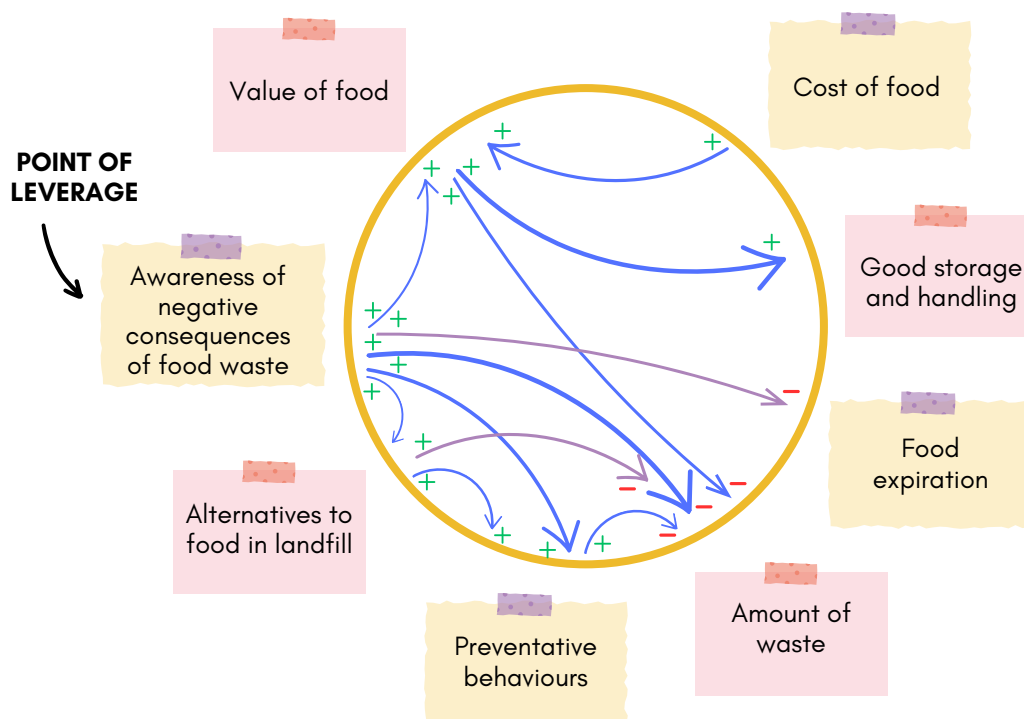 Value of food
Cost of food
POINT OF
LEVERAGE
Awareness of
negative
consequences
of food waste
Good storage
and handling
Food
expiration
Alternatives to
food in landfill
Preventative
behaviours
Amount of
waste